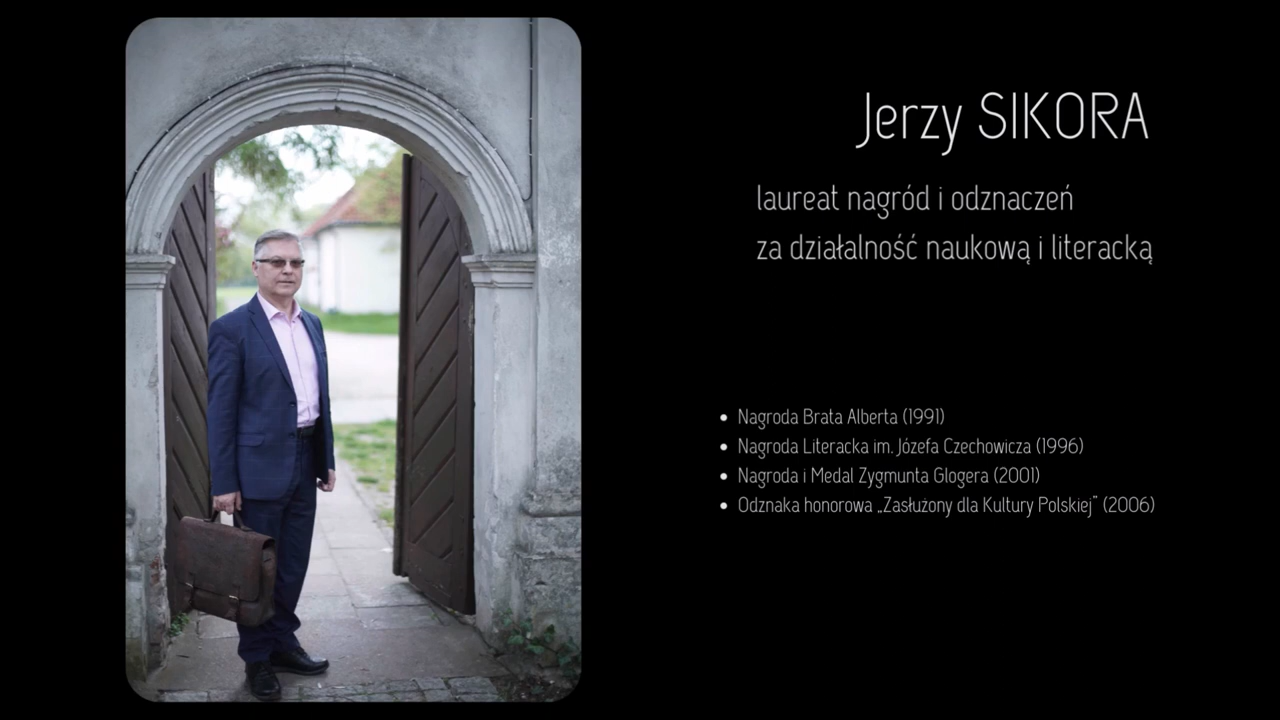 Jerzy SIKORA
laureat nagród i odznaczeń
za działalność naukową i literacką
• Nagroda Brata Alberta (1991)
• Nagroda Literacka im. Józefa Czechowicza (1996)
• Nagroda i Medal Zygmunta Glogera (2001)
• Odznaka honorowa „Zasłużony dla Kultury Polskiej” (2006)